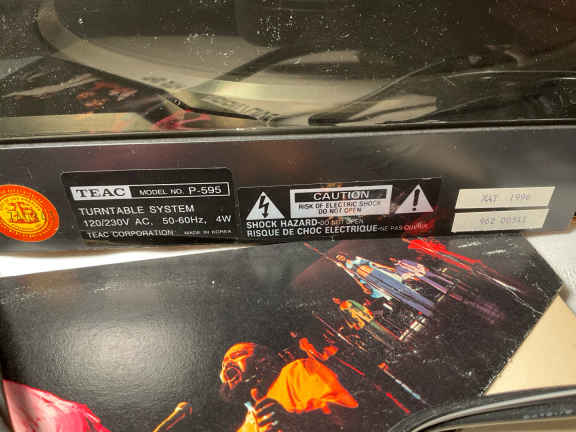 TEAC MODEL NO. P-595
TURNTABLE SYSTEM
120/230V AC, 50-60Hz, 4W
TEAC CORPORATION MADE IN KOREA
CAUTION
RISK OF ELECTRIC SHOCK
DO NOT OPEN
SHOCK HAZARD-DO NOT OPEN
RISQUE DE CHOC ELECTRIQUE-NE PAS OUVRIR
MAY 1996